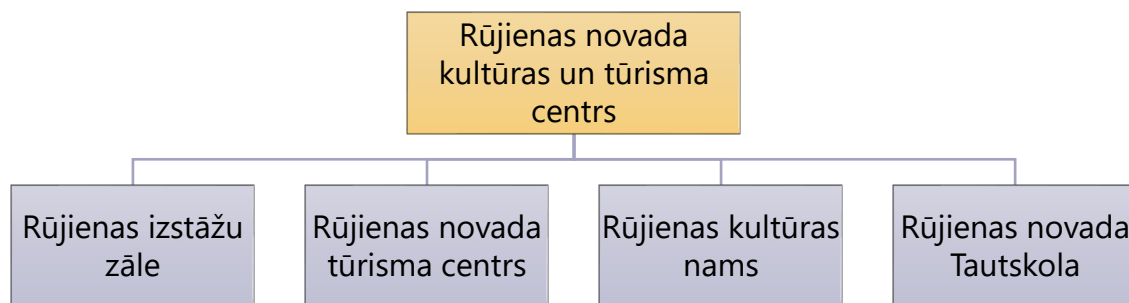 Rūjienas novada
kultūras un tūrisma
centrs
Rūjienas izstāžu
zāle
Rūjienas novada
tūrisma centrs
Rūjienas kultūras
nams
Rūjienas novada
Tautskola